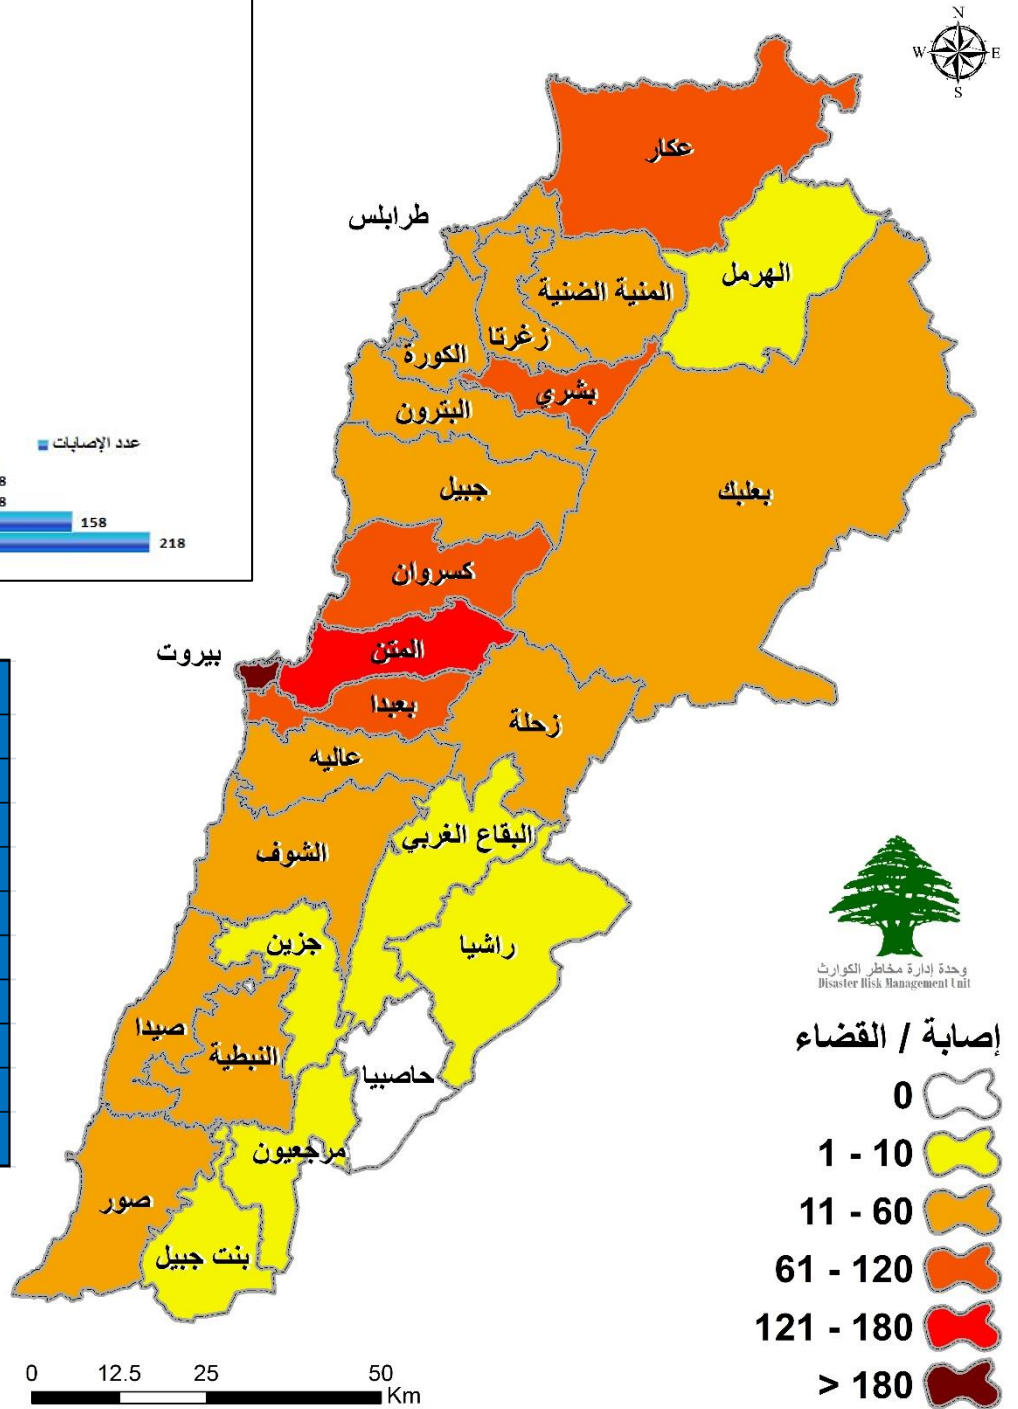 N
W E
S
عكار
طرابلس
الهرمل
المنية الضنية
زغرتا
الكورة
بشري
البترون
عدد الإصابات
8
8
158
218
بعلبك
جبيل
كسروان
المتن
بيروت
بعبدا
زحلة
عاليه
البقاع الغربي
الشوف
جزين
راشيا
وحدة إدارة مخاطر الكوارث
Disaster Risk Management Unit
صيدا
النبطية
حاصبيا
مرجعيون
صور
بنت جبيل
إصابة / القضاء
0
1 - 10
11 - 60
61 - 120
121 - 180
> 180
0 12.5 25 50
Km